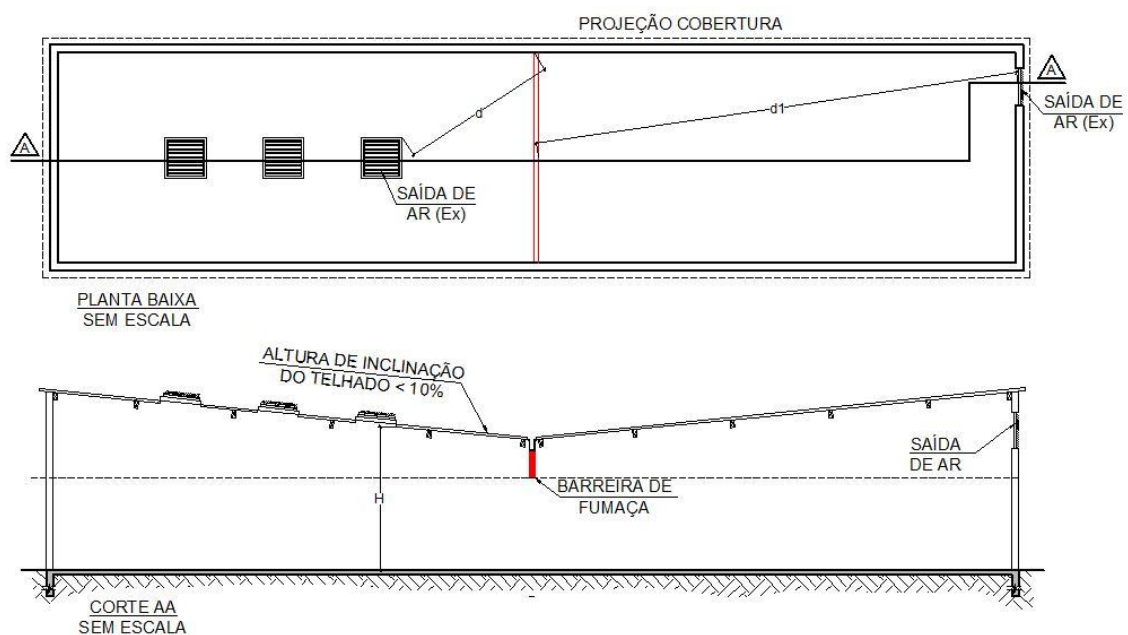 PROJEÇÃO COBERTURA
A
A
d
d1
SAÍDA DE
AR (Ex)
SAÍDA DE
AR (Ex)
PLANTA BAIXA
SEM ESCALA
ALTURA DE INCLINAÇÃO
DO TELHADO < 10%
SAÍDA
DE AR
BARREIRA DE
FUMAÇA
H
CORTE AA
SEM ESCALA